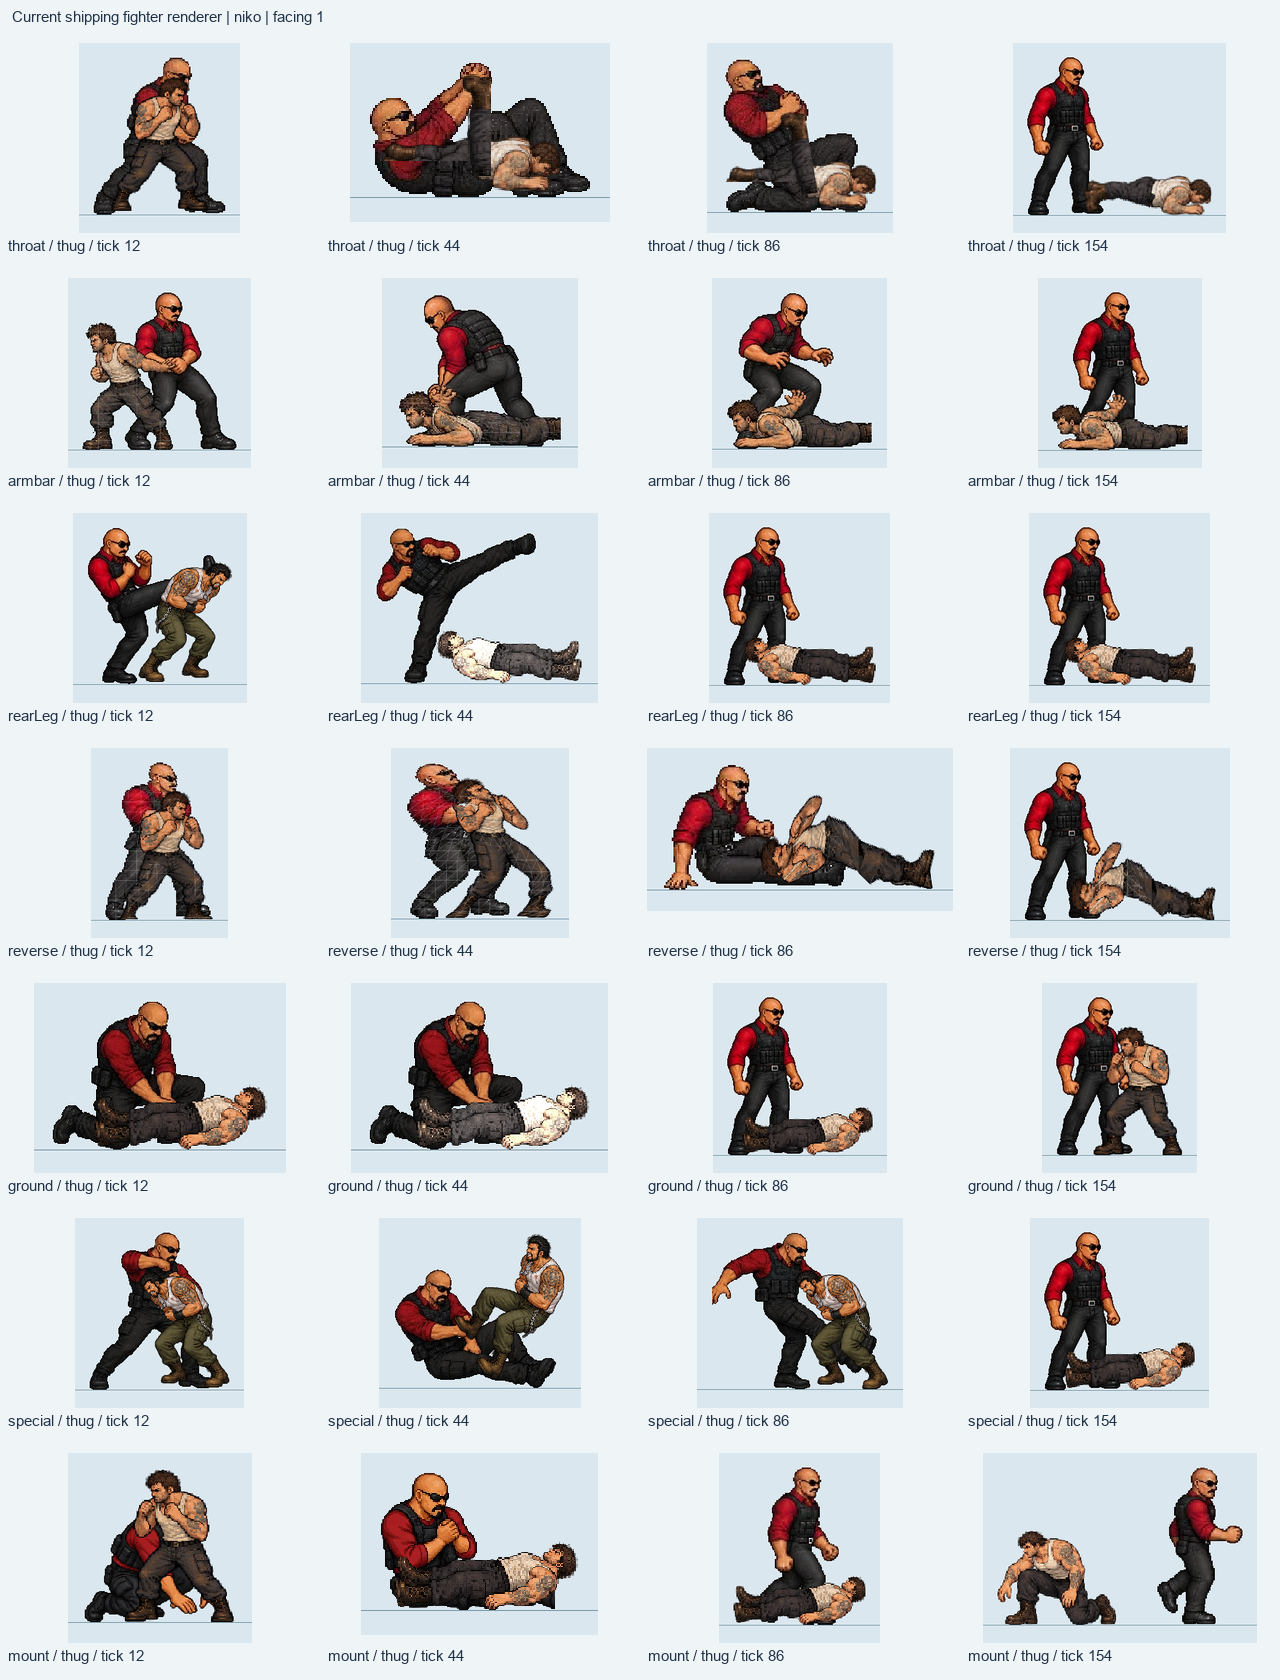 Current shipping fighter renderer | niko | facing 1
throat / thug / tick 12
throat / thug / tick 44
throat / thug / tick 86
throat / thug / tick 154
armbar / thug / tick 12
armbar / thug / tick 44
armbar / thug / tick 86
armbar / thug / tick 154
rearLeg / thug / tick 12
rearLeg / thug / tick 44
rearLeg / thug / tick 86
rearLeg / thug / tick 154
reverse / thug / tick 12
reverse / thug / tick 44
reverse / thug / tick 86
reverse / thug / tick 154
ground / thug / tick 12
ground / thug / tick 44
ground / thug / tick 86
ground / thug / tick 154
special / thug / tick 12
special / thug / tick 44
special / thug / tick 86
special / thug / tick 154
mount / thug / tick 12
mount / thug / tick 44
mount / thug / tick 86
mount / thug / tick 154